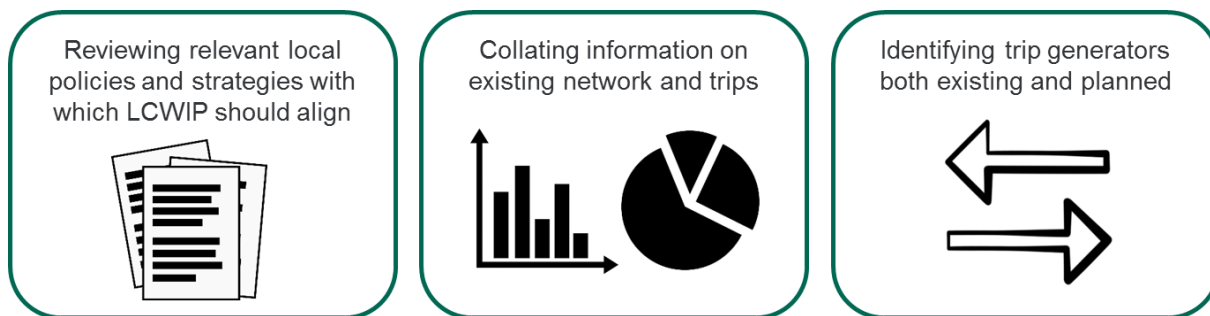 Reviewing relevant local
policies and strategies with
which LCWIP should align
Collating information on
existing network and trips
Identifying trip generators
both existing and planned